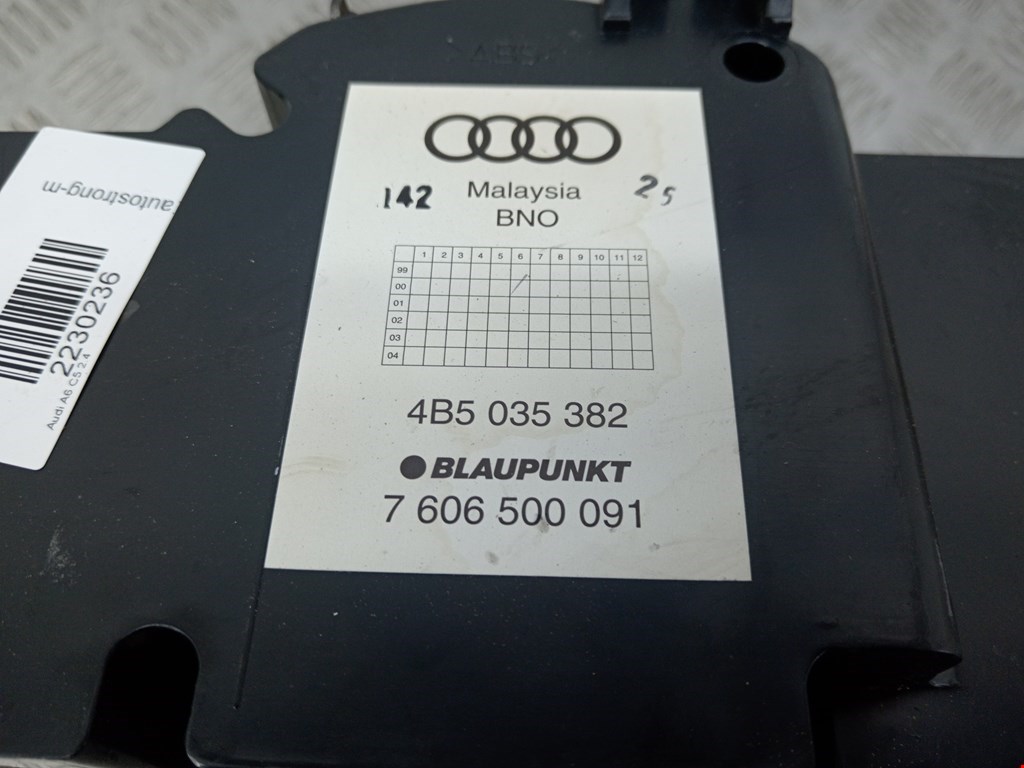 >ABS<
142 Malaysia 25
BNO
1 2 3 4 5 6 7 8 9 10 11 12
99
00
01
02
03
04
4B5 035 382
BLAUPUNKT
7 606 500 091
autostrong-m
2230236
Audi A6 C5 2.4